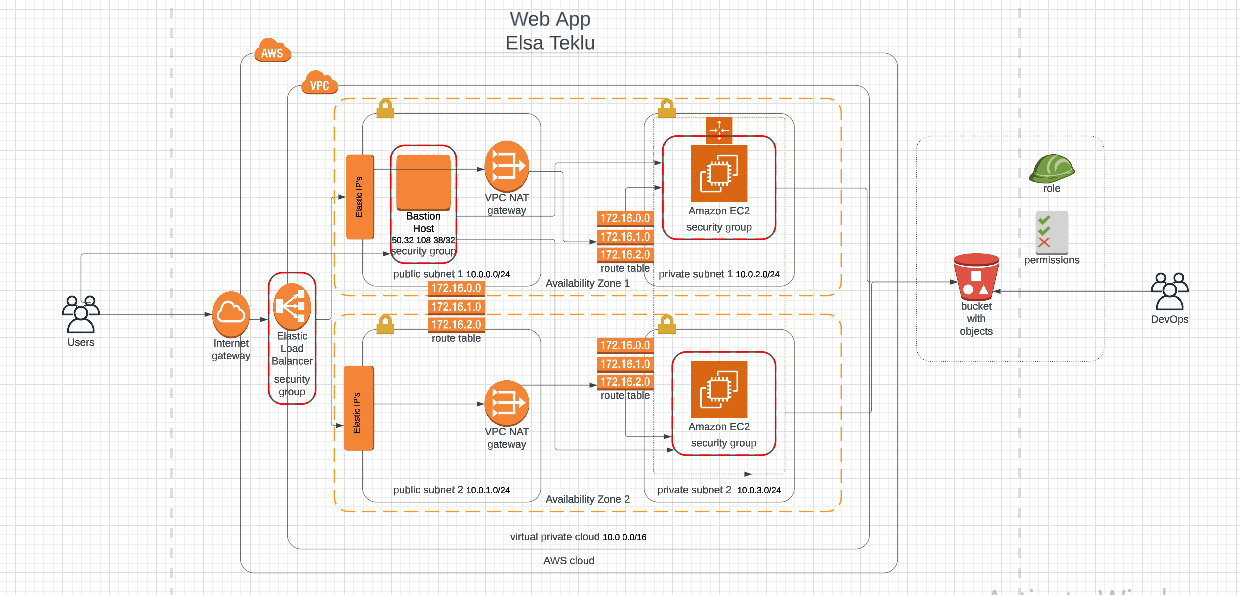 Web App
Elsa Teklu
AWS
VPC
Elastic IP's
Bastion
Host
50.32 108 38/32
security group
VPC NAT
gateway
public subnet 1 10.0.0.0/24
172.16.0.0
172.16.1.0
172.16.2.0
route table
Amazon EC2
security group
private subnet 1 10.0.2.0/24
Availability Zone 1
172.16.0.0
172.16.1.0
172.16.2.0
route table
Users
Internet
gateway
Elastic
Load
Balancer
security
group
Elastic IP's
VPC NAT
gateway
public subnet 2 10.0.1.0/24
172.16.0.0
172.16.1.0
172.16.2.0
route table
Amazon EC2
security group
private subnet 2 10.0.3.0/24
Availability Zone 2
virtual private cloud 10.0 0.0/16
AWS cloud
role
permissions
bucket
with
objects
DevOps